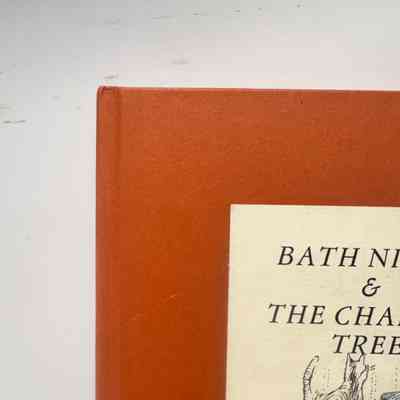 BATH NI
&
THE CHA
TREE